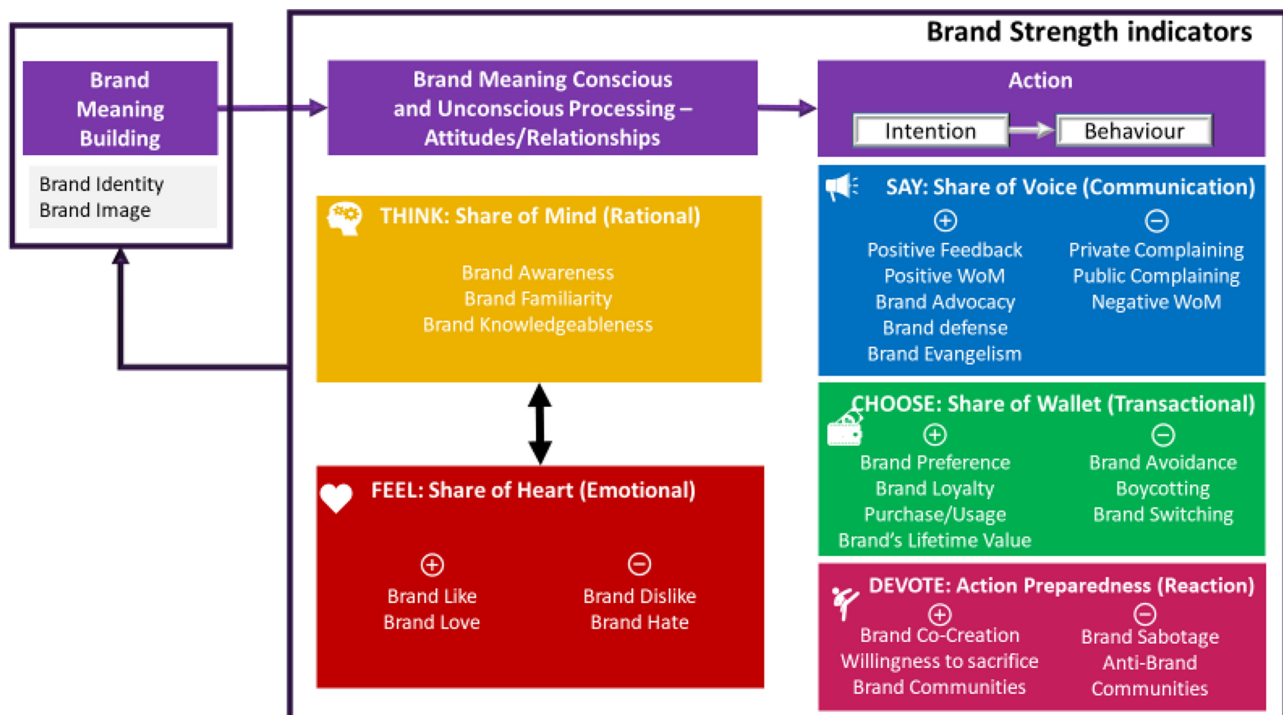 Brand Strength indicators
Brand
Meaning
Building
Brand Identity
Brand Image
Brand Meaning Conscious
and Unconscious Processing –
Attitudes/Relationships
THINK: Share of Mind (Rational)
Brand Awareness
Brand Familiarity
Brand Knowledgeableness
FEEL: Share of Heart (Emotional)
+
Brand Like
Brand Love
−
Brand Dislike
Brand Hate
Action
Intention
Behaviour
SAY: Share of Voice (Communication)
+
Positive Feedback
Positive WoM
Brand Advocacy
Brand defense
Brand Evangelism
−
Private Complaining
Public Complaining
Negative WoM
CHOOSE: Share of Wallet (Transactional)
+
Brand Preference
Brand Loyalty
Purchase/Usage
Brand's Lifetime Value
−
Brand Avoidance
Boycotting
Brand Switching
DEVOTE: Action Preparedness (Reaction)
+
Brand Co-Creation
Willingness to sacrifice
Brand Communities
−
Brand Sabotage
Anti-Brand
Communities